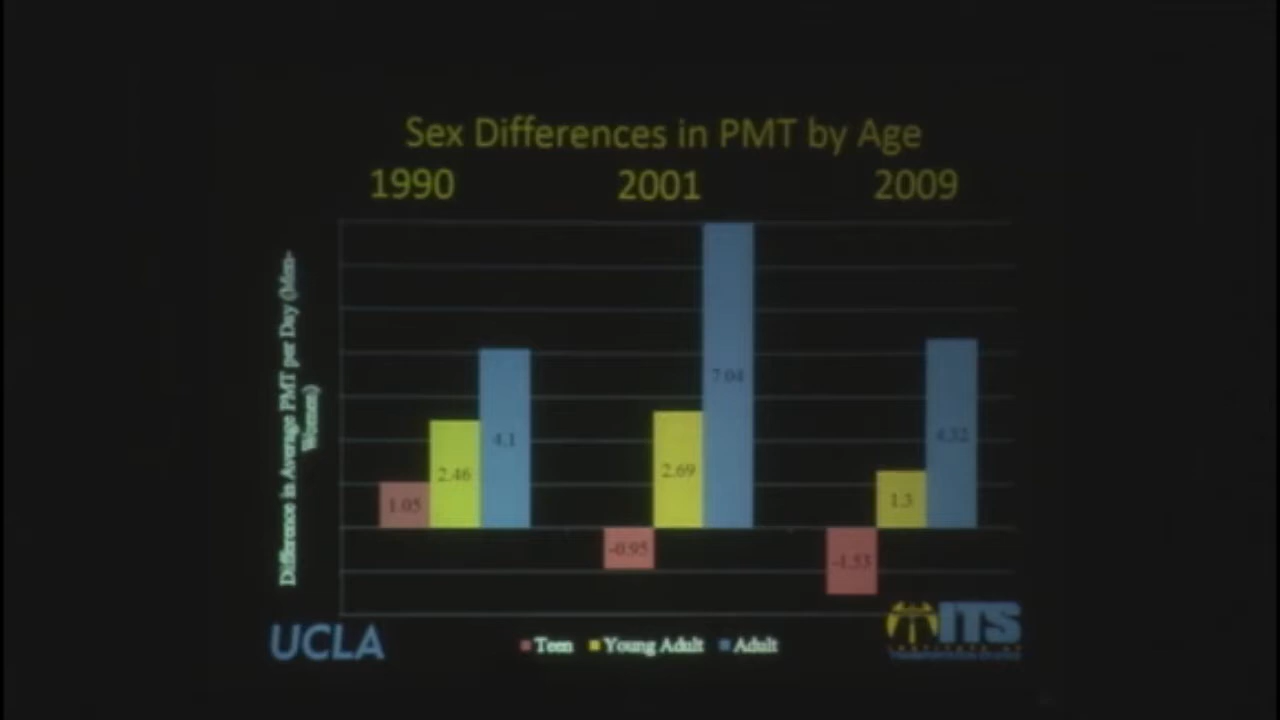 Sex Differences in PMT by Age
1990 2001 2009
Difference in Average PMT per Day (Men-
Women)
1.05
2.46
4.1
-0.95
2.69
7.04
-1.53
1.3
4.32
UCLA
Teen Young Adult Adult
ITS